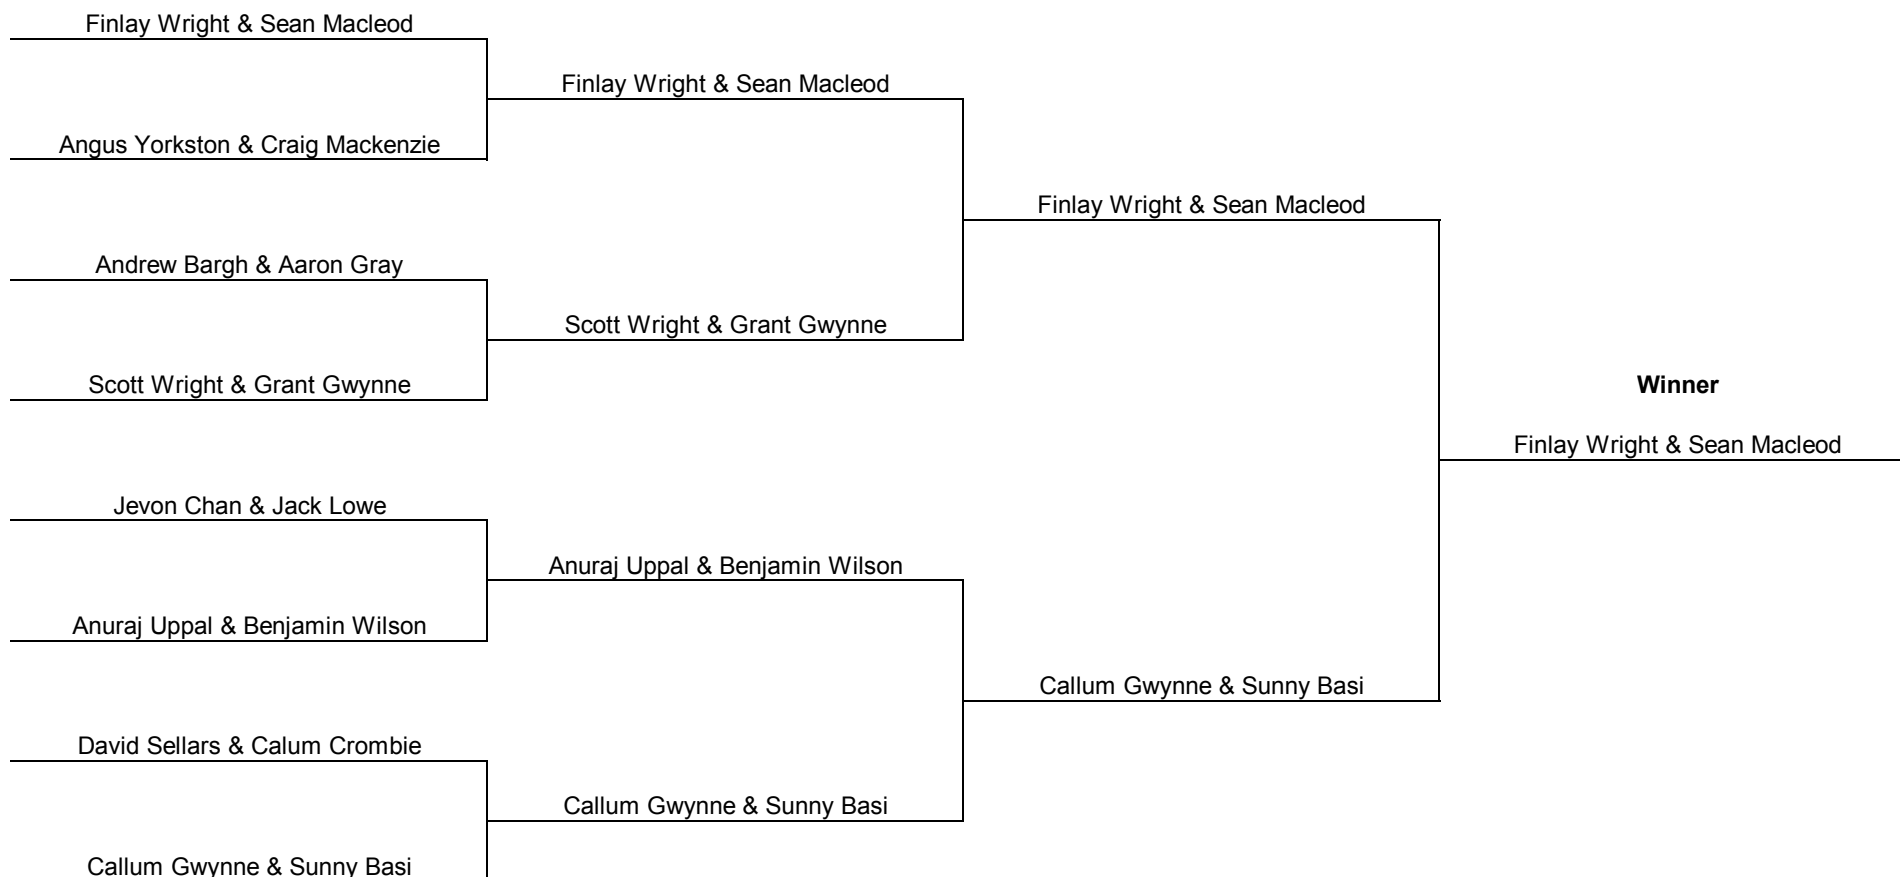 Finlay Wright & Sean Macleod
Finlay Wright & Sean Macleod
Angus Yorkston & Craig Mackenzie
Finlay Wright & Sean Macleod
Andrew Bargh & Aaron Gray
Scott Wright & Grant Gwynne
Scott Wright & Grant Gwynne
Winner
Finlay Wright & Sean Macleod
Jevon Chan & Jack Lowe
Anuraj Uppal & Benjamin Wilson
Anuraj Uppal & Benjamin Wilson
Callum Gwynne & Sunny Basi
David Sellars & Calum Crombie
Callum Gwynne & Sunny Basi
Callum Gwynne & Sunny Basi